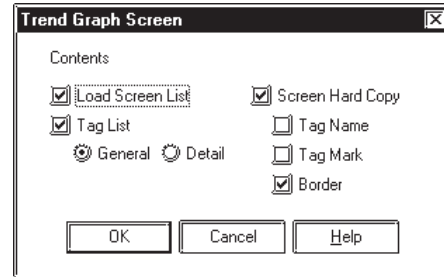 Trend Graph Screen
Contents
Load Screen List
Screen Hard Copy
Tag List
Tag Name
General Detail
Tag Mark
Border
OK Cancel Help